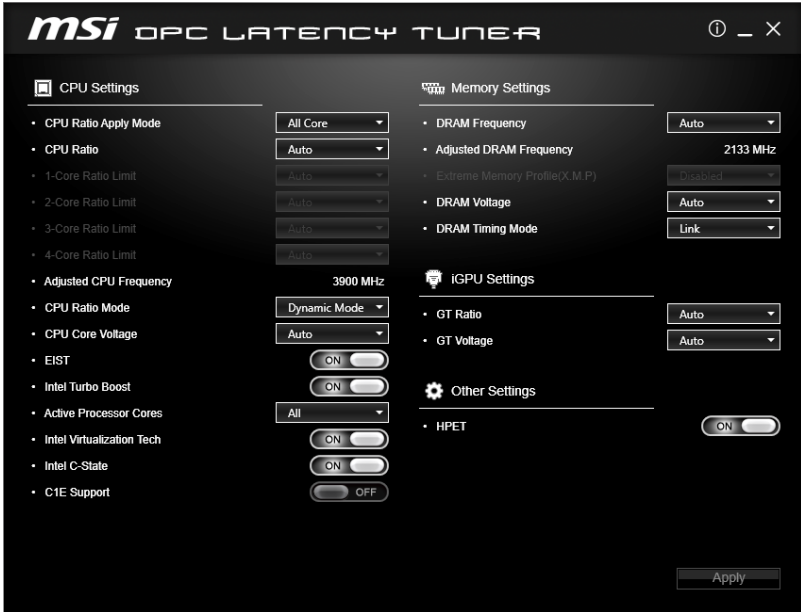 msi DPC LATENCY TUNER
CPU Settings
CPU Ratio Apply Mode All Core
CPU Ratio Auto
1-Core Ratio Limit Auto
2-Core Ratio Limit Auto
3-Core Ratio Limit Auto
4-Core Ratio Limit Auto
Adjusted CPU Frequency 3900 MHz
CPU Ratio Mode Dynamic Mode
CPU Core Voltage Auto
EIST ON
Intel Turbo Boost ON
Active Processor Cores All
Intel Virtualization Tech ON
Intel C-State ON
C1E Support OFF
Memory Settings
DRAM Frequency Auto
Adjusted DRAM Frequency 2133 MHz
Extreme Memory Profile(X.M.P) Disabled
DRAM Voltage Auto
DRAM Timing Mode Link
iGPU Settings
GT Ratio Auto
GT Voltage Auto
Other Settings
HPET ON
Apply